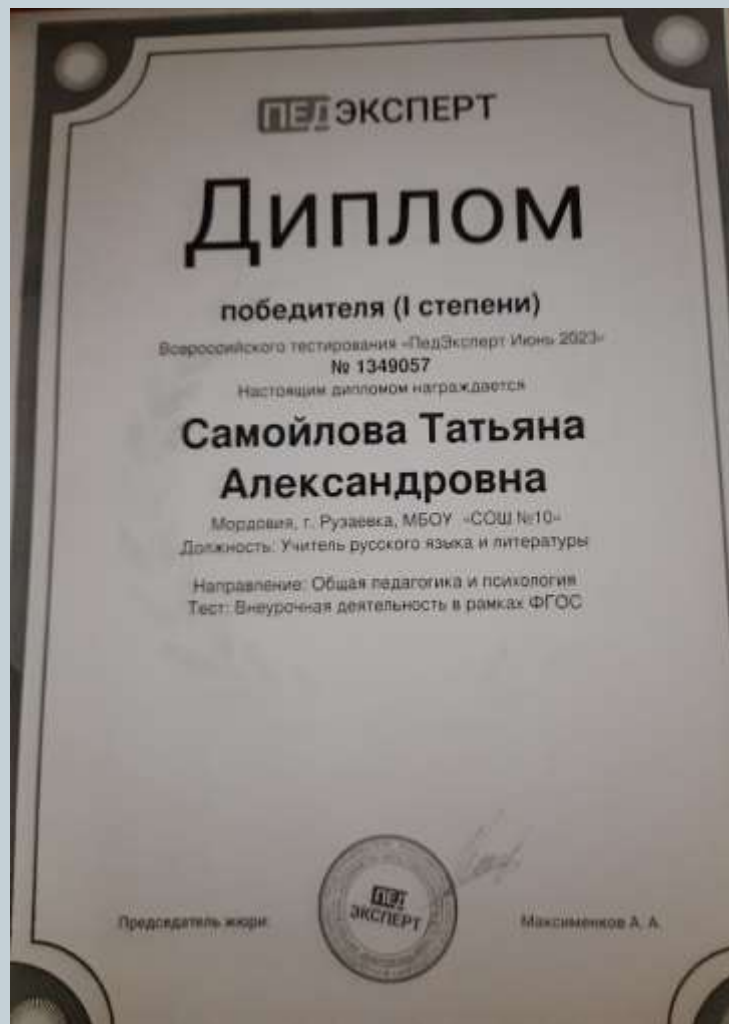 ПЕДЭКСПЕРТ
Диплом
победителя (I степени)
Всероссийского тестирования «ПедЭксперт Июнь 2023»
№ 1349057
Настоящим дипломом награждается
Самойлова Татьяна
Александровна
Мордовия, г. Рузаевка, МБОУ «СОШ №10»
Должность: Учитель русского языка и литературы
Направление: Общая педагогика и психология
Тест: Внеурочная деятельность в рамках ФГОС
ПЕД
ЭКСПЕРТ
Председатель жюри: Максименков А. А.